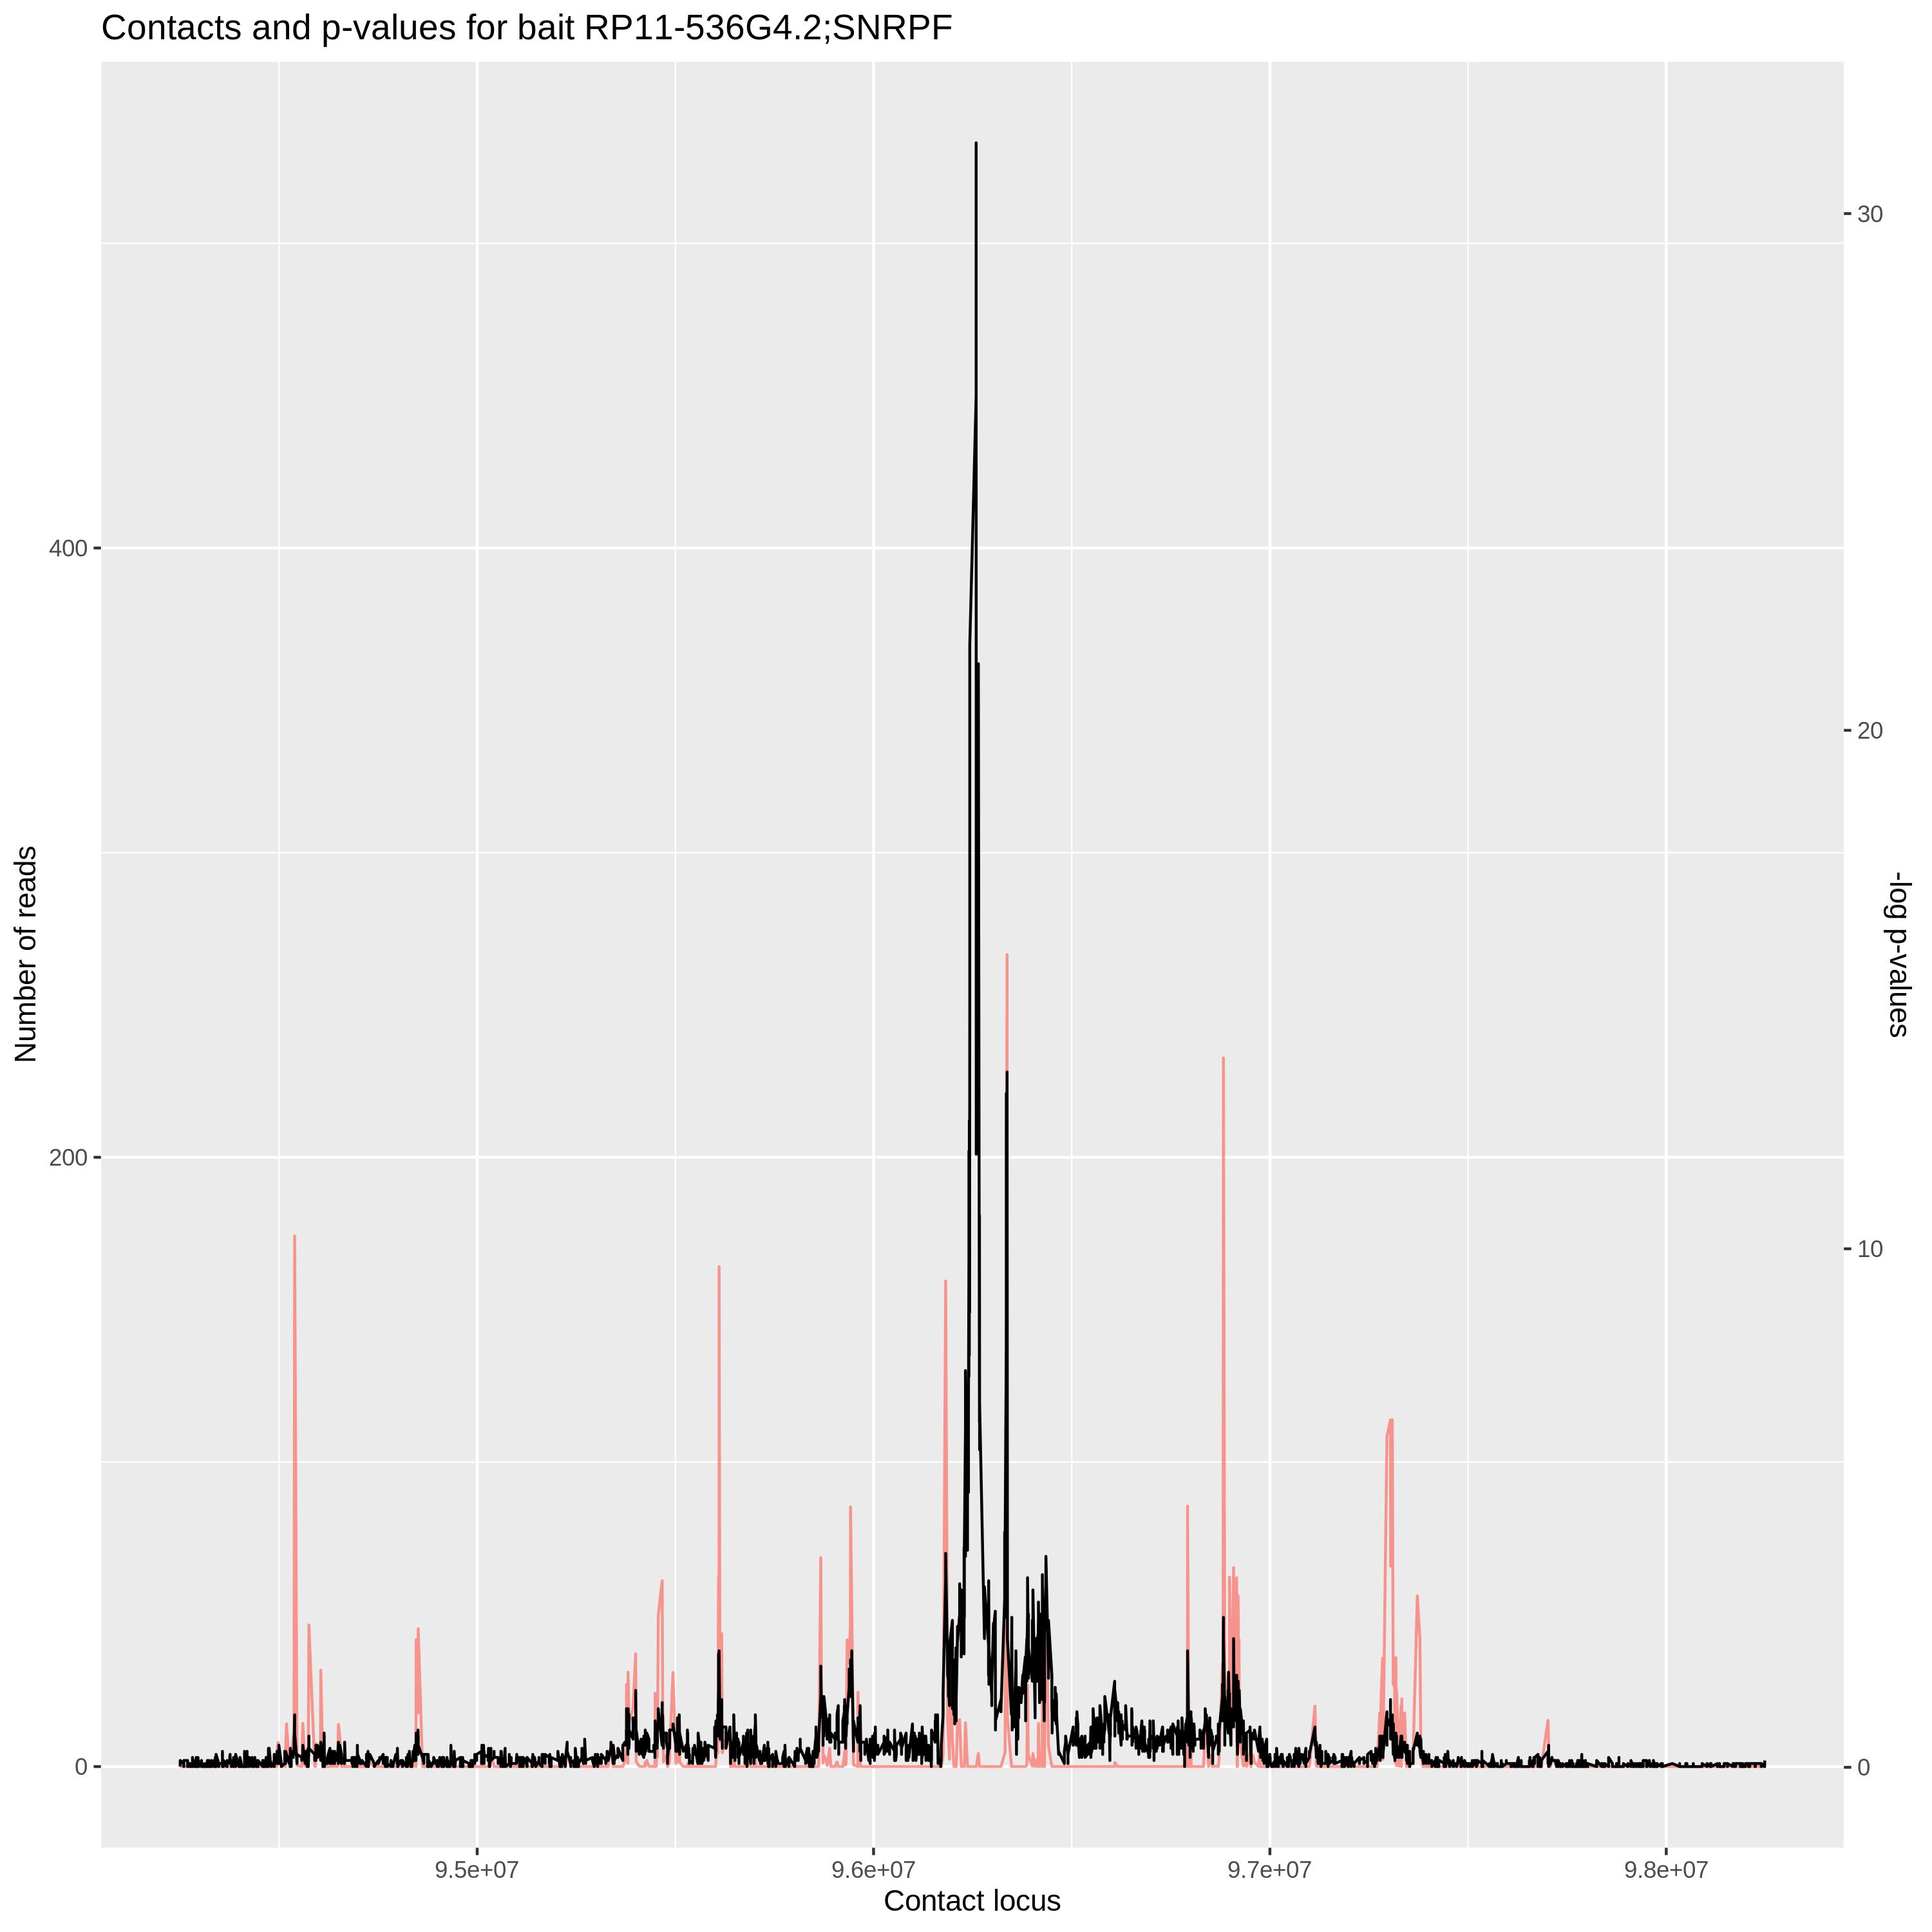 Contacts and p-values for bait RP11-536G4.2;SNRPF
Number of reads
400
200
0
30
20
10
0
-log p-values
9.5e+07 9.6e+07 9.7e+07 9.8e+07
Contact locus